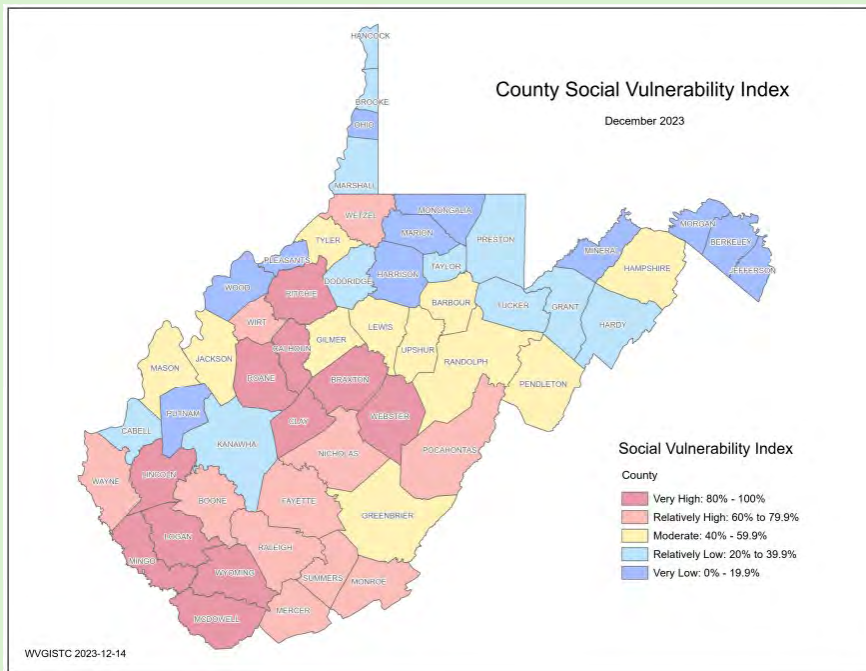 HANCOCK
County Social Vulnerability Index
BROOKE
December 2023
OHIO
MARSHALL
WETZEL
MONONGALIA
MORGAN
MARION
BERKELEY
TYLER
PRESTON
MINERAL
PLEASANTS
TAYLOR
HAMPSHIRE
JEFFERSON
WOOD
DODDRIDGE
HARRISON
RITCHIE
BARBOUR
TUCKER
GRANT
WIRT
HARDY
LEWIS
GILMER
CALHOUN
UPSHUR
JACKSON
RANDOLPH
MASON
ROANE
BRAXTON
PENDLETON
PUTNAM
WEBSTER
CLAY
CABELL
KANAWHA
POCAHONTAS
NICHOLAS
Social Vulnerability Index
LINCOLN
County
WAYNE
BOONE
Very High: 80% - 100%
FAYETTE
GREENBRIER
Relatively High: 60% to 79.9%
LOGAN
Moderate: 40% - 59.9%
RALEIGH
Relatively Low: 20% to 39.9%
MINGO
WYOMING
Very Low: 0% - 19.9%
SUMMERS
MONROE
MERCER
MCDOWELL
WVGISTC 2023-12-14